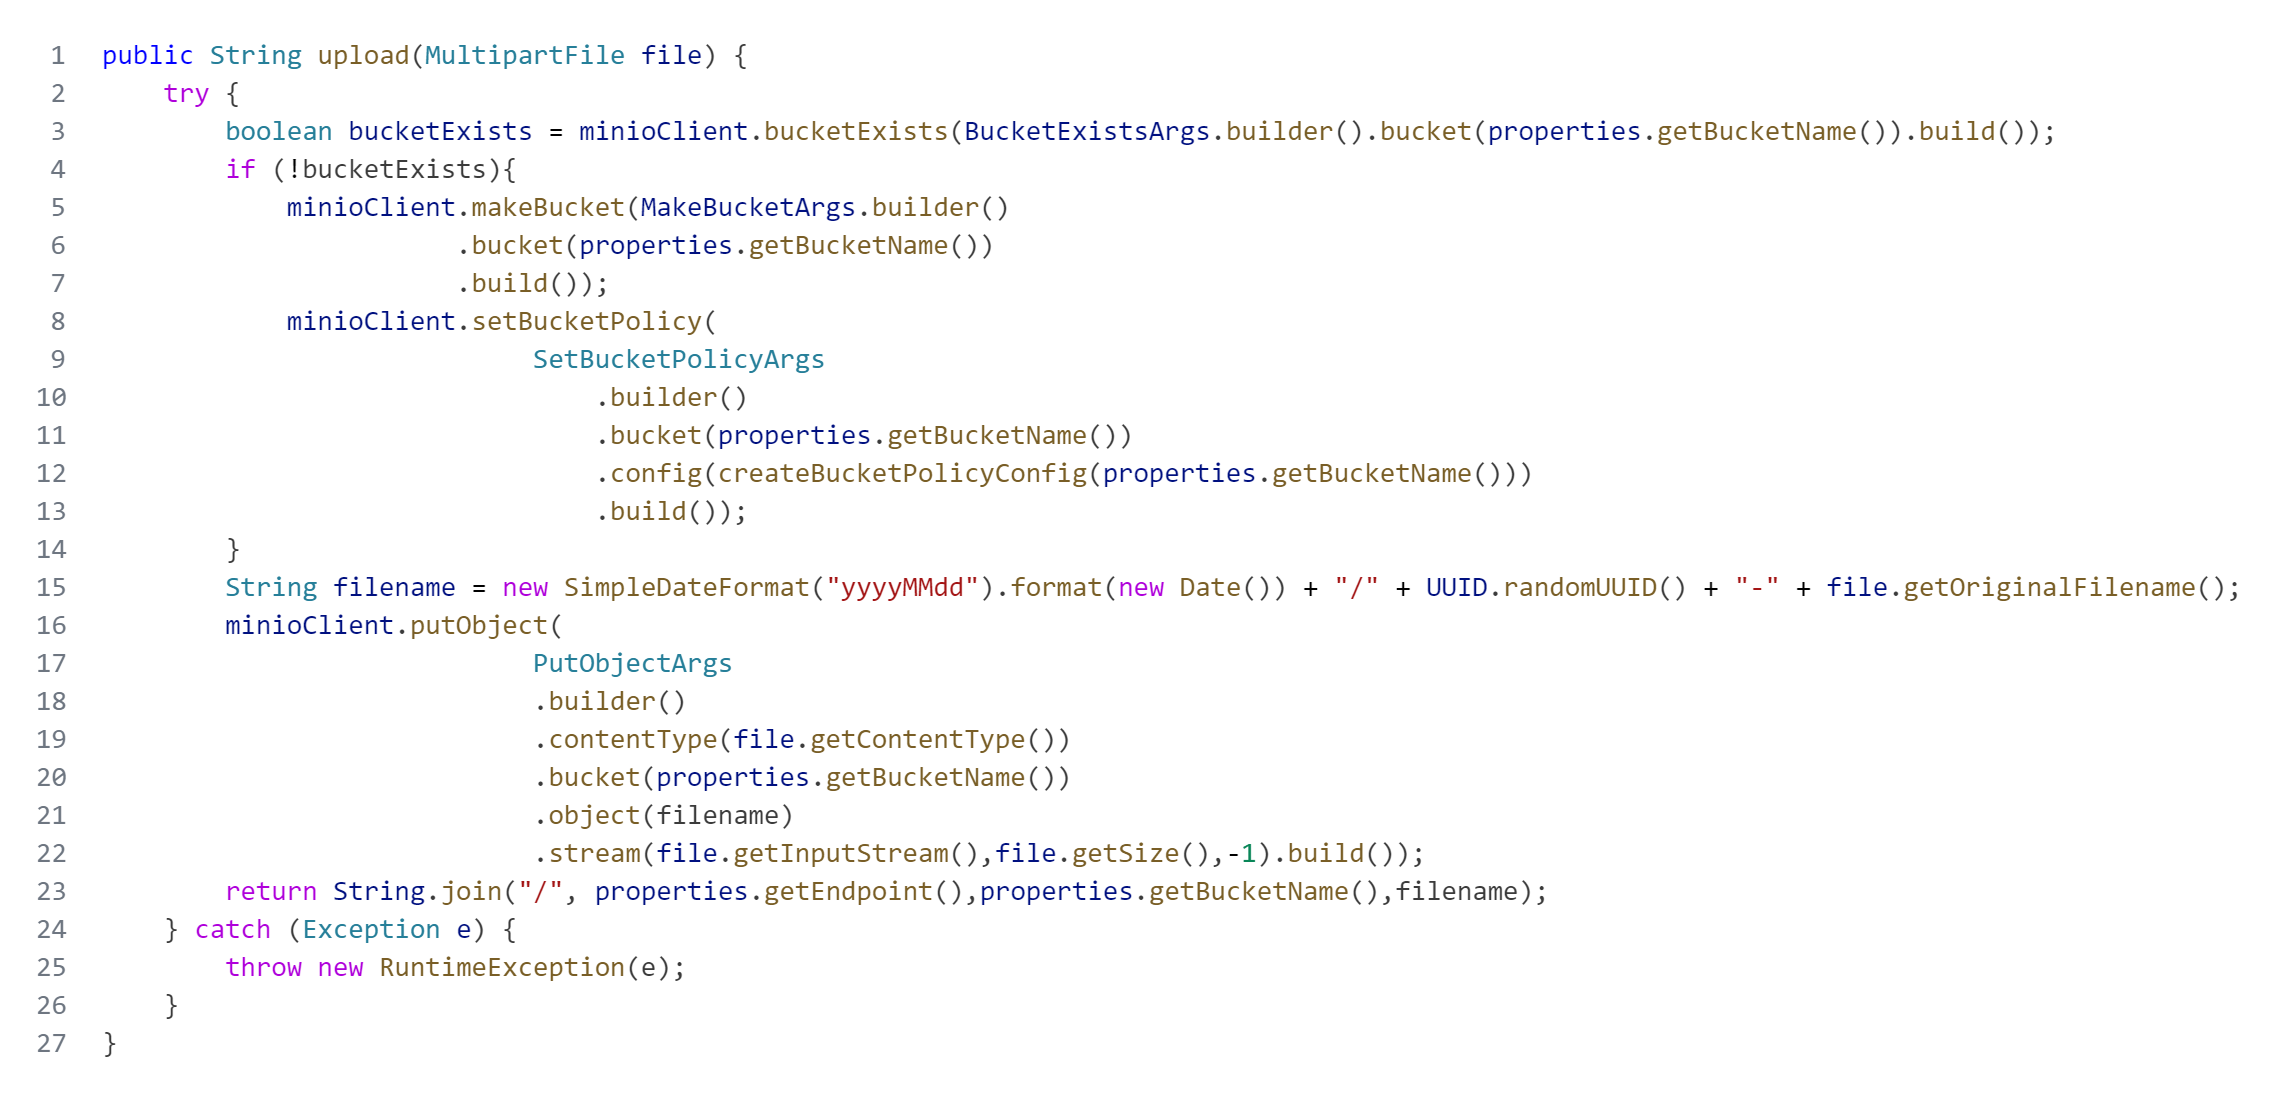 1 public String upload(MultipartFile file) {
2 try {
3 boolean bucketExists = minioClient.bucketExists(BucketExistsArgs.builder().bucket(properties.getBucketName()).build());
4 if (!bucketExists){
5 minioClient.makeBucket(MakeBucketArgs.builder()
6 .bucket(properties.getBucketName())
7 .build());
8 minioClient.setBucketPolicy(
9 SetBucketPolicyArgs
10 .builder()
11 .bucket(properties.getBucketName())
12 .config(createBucketPolicyConfig(properties.getBucketName()))
13 .build());
14 }
15 String filename = new SimpleDateFormat("yyyyMMdd").format(new Date()) + "/" + UUID.randomUUID() + "-" + file.getOriginalFilename();
16 minioClient.putObject(
17 PutObjectArgs
18 .builder()
19 .contentType(file.getContentType())
20 .bucket(properties.getBucketName())
21 .object(filename)
22 .stream(file.getInputStream(),file.getSize(),-1).build());
23 return String.join("/", properties.getEndpoint(),properties.getBucketName(),filename);
24 } catch (Exception e) {
25 throw new RuntimeException(e);
26 }
27 }